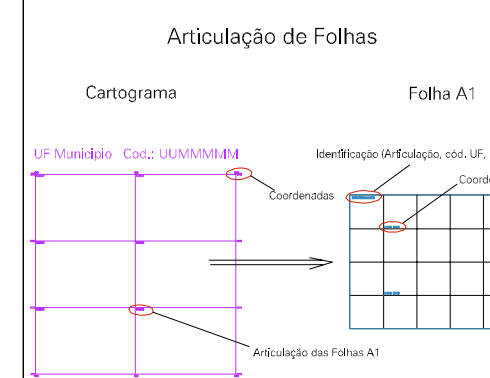 Articulação de Folhas
Cartograma
Folha A1
UF Municipio Cod.: UUMMMMM
Identificação (Articulação, cód. UF,
Coordenadas
Coord
Articulação das Folhas A1